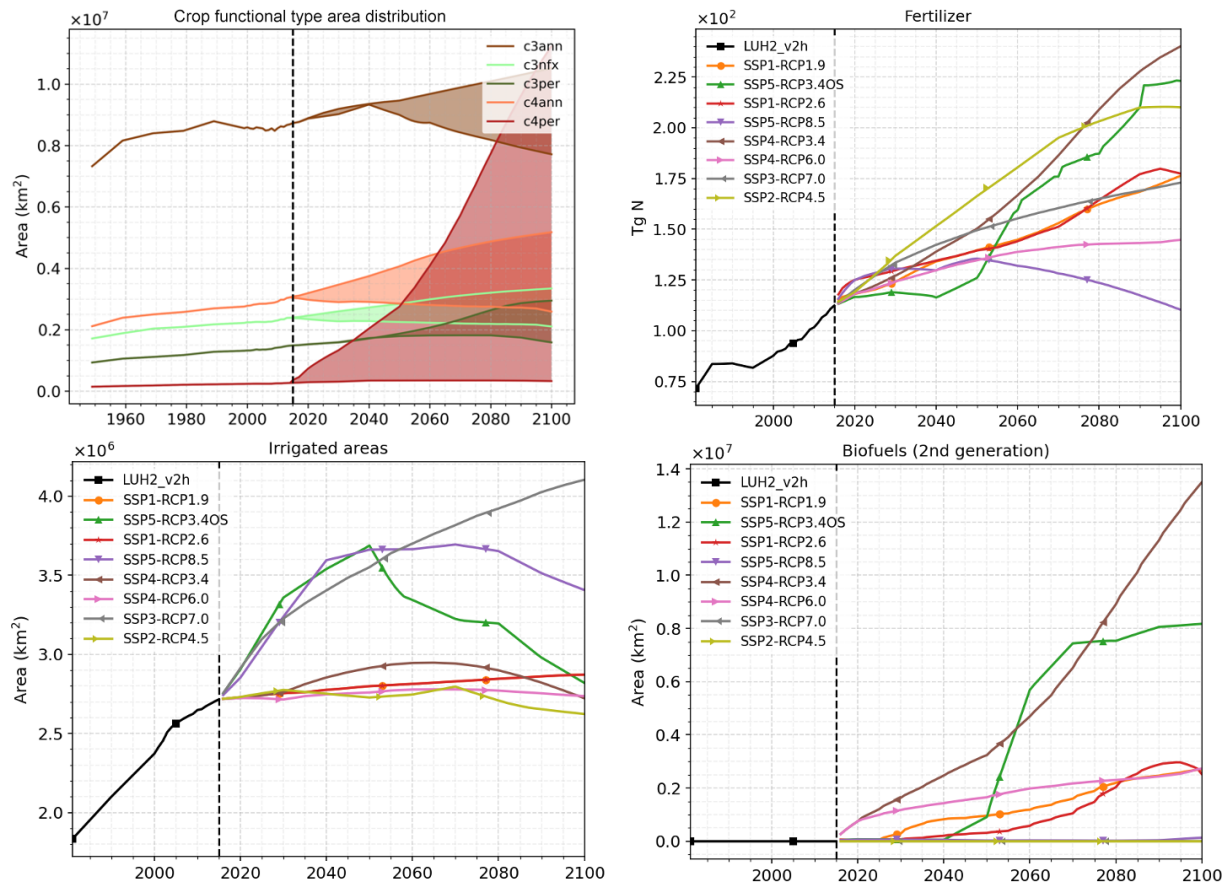 Crop functional type area distribution
×10⁷
Area (km²)
1.0
0.8
0.6
0.4
0.2
0.0
1960 1980 2000 2020 2040 2060 2080 2100
c3ann
c3nfx
c3per
c4ann
c4per
Fertilizer
×10²
Tg N
2.25
2.00
1.75
1.50
1.25
1.00
0.75
2000 2020 2040 2060 2080 2100
LUH2_v2h
SSP1-RCP1.9
SSP5-RCP3.4OS
SSP1-RCP2.6
SSP5-RCP8.5
SSP4-RCP3.4
SSP4-RCP6.0
SSP3-RCP7.0
SSP2-RCP4.5
Irrigated areas
×10⁶
Area (km²)
4.0
3.5
3.0
2.5
2.0
2000 2020 2040 2060 2080 2100
LUH2_v2h
SSP1-RCP1.9
SSP5-RCP3.4OS
SSP1-RCP2.6
SSP5-RCP8.5
SSP4-RCP3.4
SSP4-RCP6.0
SSP3-RCP7.0
SSP2-RCP4.5
Biofuels (2nd generation)
×10⁷
Area (km²)
1.4
1.2
1.0
0.8
0.6
0.4
0.2
0.0
2000 2020 2040 2060 2080 2100
LUH2_v2h
SSP1-RCP1.9
SSP5-RCP3.4OS
SSP1-RCP2.6
SSP5-RCP8.5
SSP4-RCP3.4
SSP4-RCP6.0
SSP3-RCP7.0
SSP2-RCP4.5